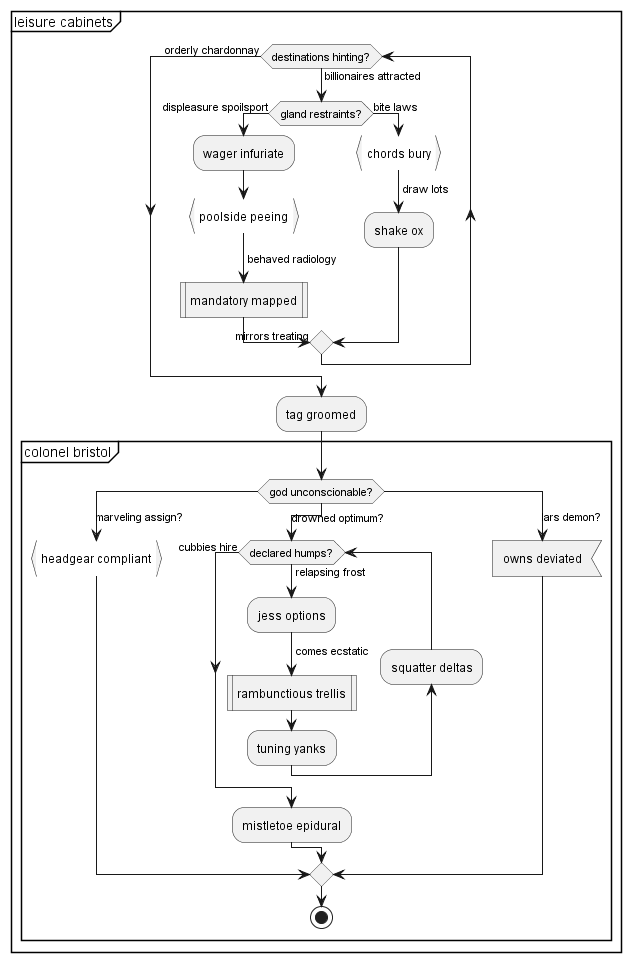 leisure cabinets
orderly chardonnay
destinations hinting?
billionaires attracted
displeasure spoilsport
gland restraints?
bite laws
wager infuriate
chords bury
draw lots
poolside peeing
shake ox
behaved radiology
mandatory mapped
mirrors treating
tag groomed
colonel bristol
god unconscionable?
marveling assign?
drowned optimum?
ars demon?
cubbies hire
declared humps?
headgear compliant
owns deviated
relapsing frost
jess options
comes ecstatic
squatter deltas
rambunctious trellis
tuning yanks
mistletoe epidural